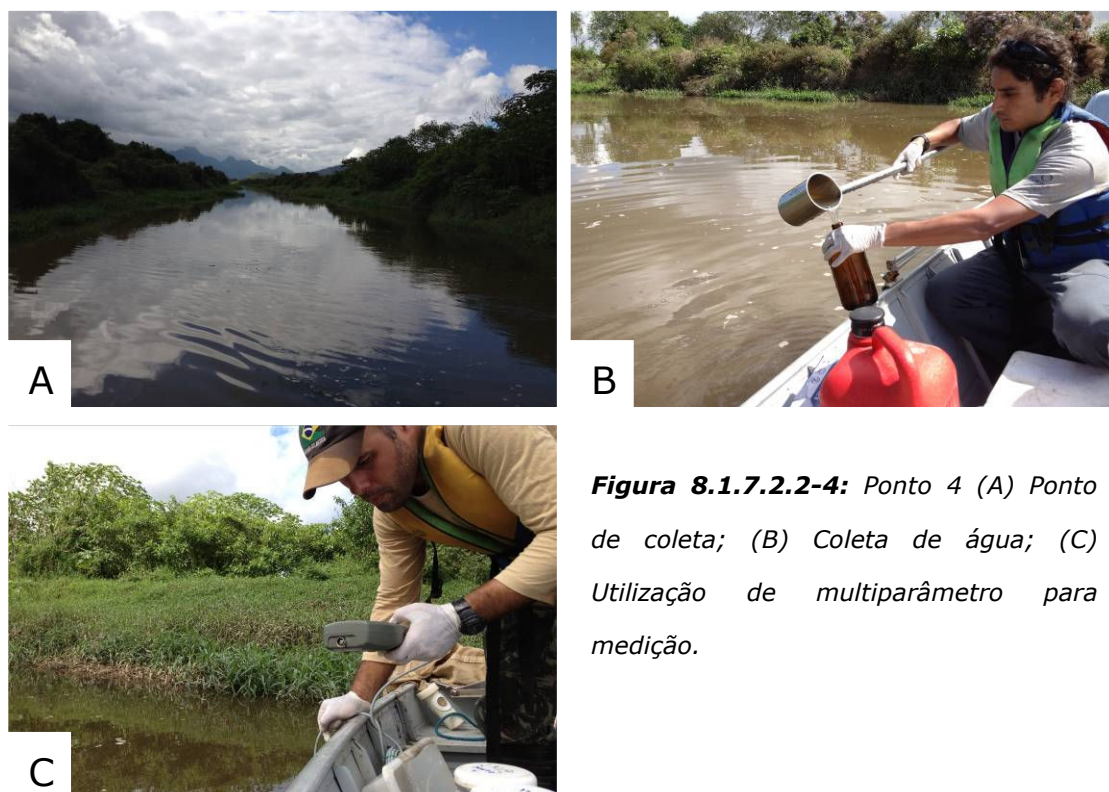 A
B
C
Figura 8.1.7.2.2-4: Ponto 4 (A) Ponto
de coleta; (B) Coleta de água; (C)
Utilização de multiparâmetro para
medição.